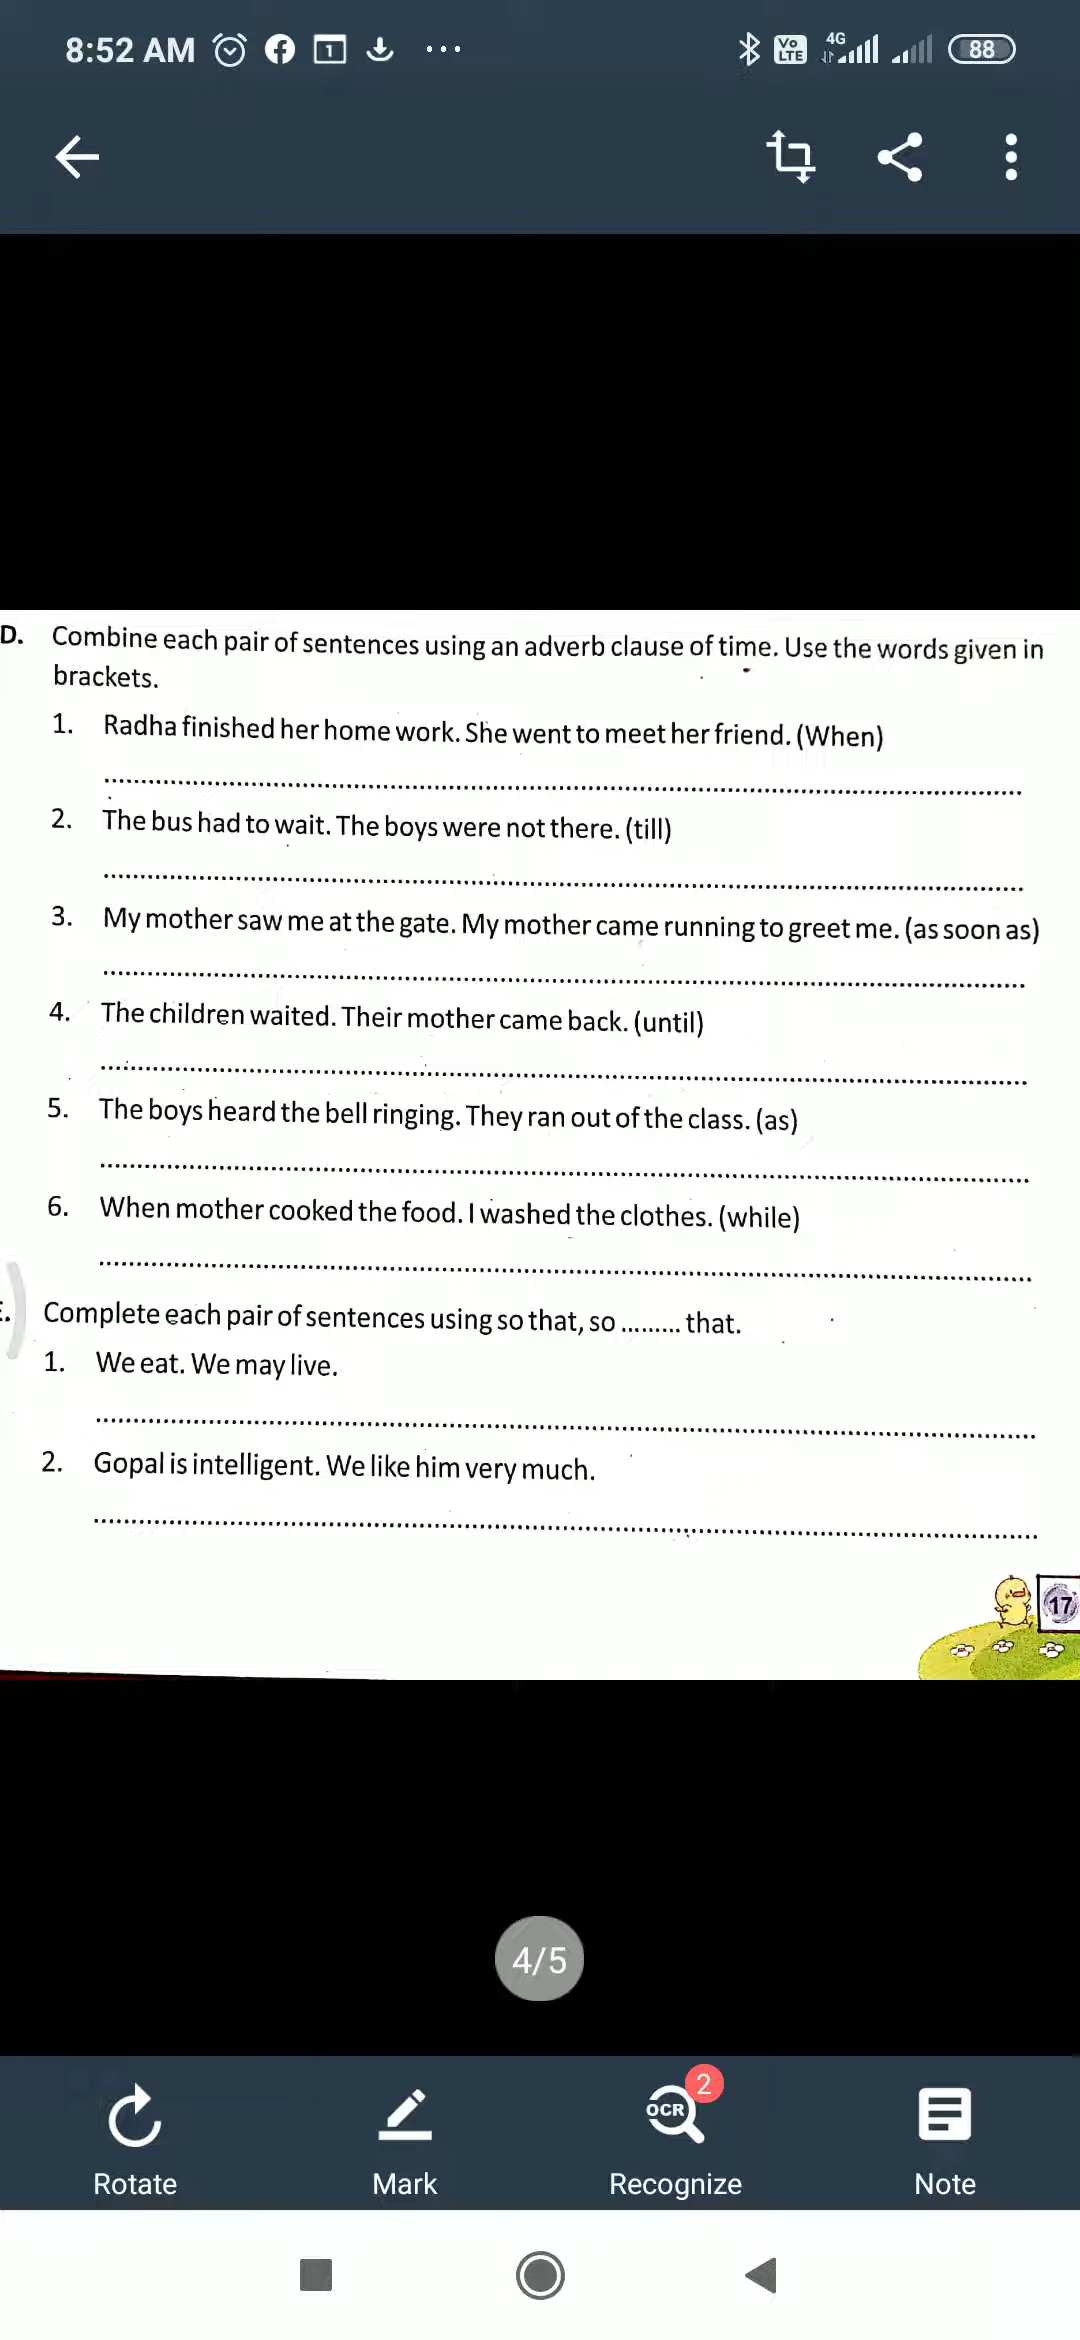 8:52 AM 1 ... Vo LTE 4G 88
D. Combine each pair of sentences using an adverb clause of time. Use the words given in
brackets.
1. Radha finished her home work. She went to meet her friend. (When)
2. The bus had to wait. The boys were not there. (till)
3. My mother saw me at the gate. My mother came running to greet me. (as soon as)
4. The children waited. Their mother came back. (until)
5. The boys heard the bell ringing. They ran out of the class. (as)
6. When mother cooked the food. I washed the clothes. (while)
Complete each pair of sentences using so that, so ......... that.
1. We eat. We may live.
2. Gopal is intelligent. We like him very much.
17
4/5
OCR 2
Rotate Mark Recognize Note